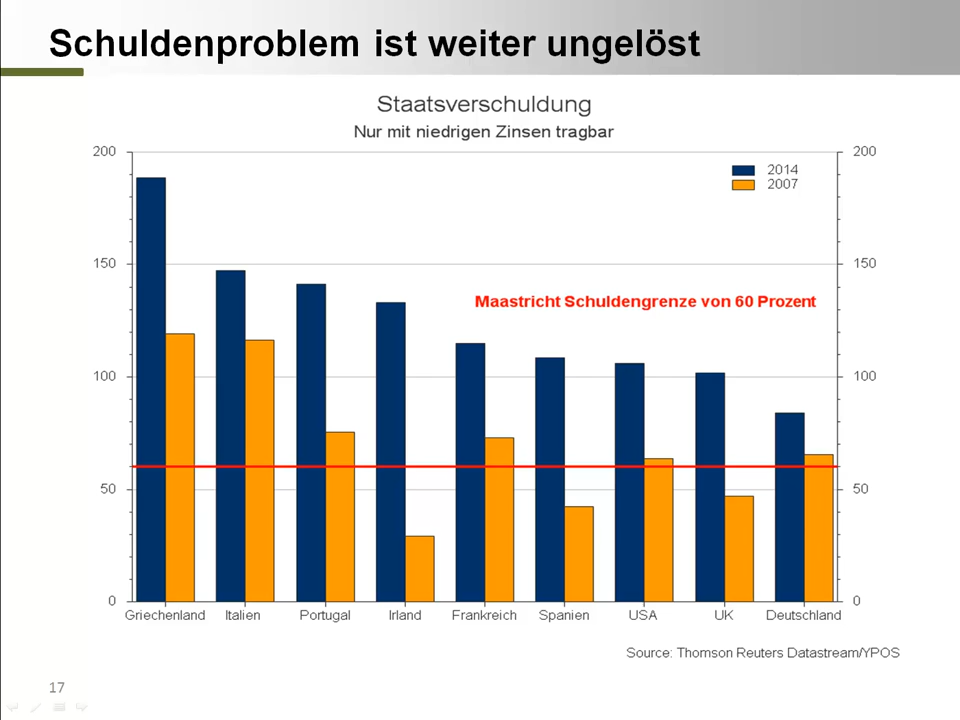 Schuldenproblem ist weiter ungelöst
Staatsverschuldung
Nur mit niedrigen Zinsen tragbar
200 200
2014
2007
150 150
Maastricht Schuldengrenze von 60 Prozent
100 100
50 50
0 0
Griechenland Italien Portugal Irland Frankreich Spanien USA UK Deutschland
Source: Thomson Reuters Datastream/YPOS
17